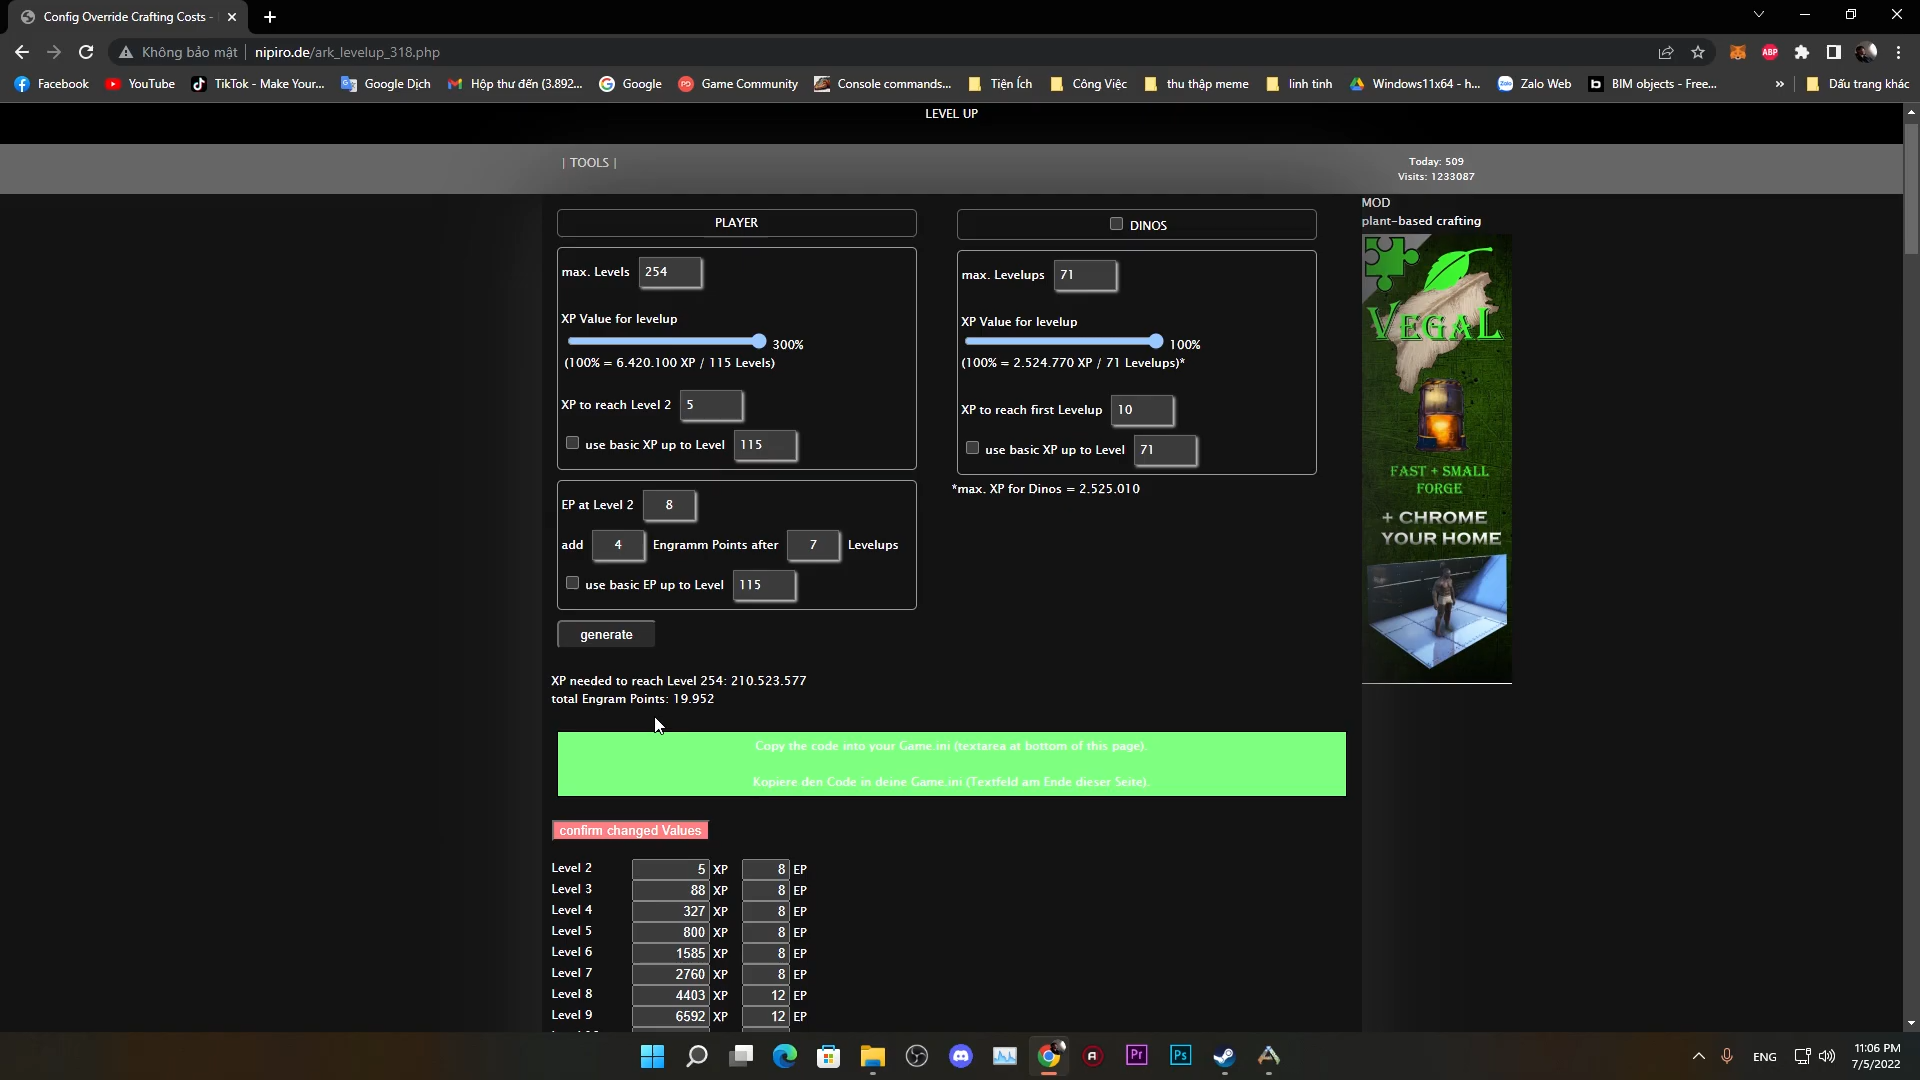 Config Override Crafting Costs -
Không bảo mật
nipiro.de/ark_levelup_318.php
ABP
Facebook
YouTube
TikTok - Make Your...
Google Dịch
Hộp thư đến (3.892...
Google
Game Community
Console commands...
Tiện Ích
Công Việc
thu thập meme
linh tinh
Windows11x64 - h...
Zalo Web
BIM objects - Free...
»
Dấu trang khác
LEVEL UP
| TOOLS |
Today: 509
Visits: 1233087
PLAYER
max. Levels 254
XP Value for levelup
300%
(100% = 6.420.100 XP / 115 Levels)
XP to reach Level 2 5
use basic XP up to Level 115
EP at Level 2 8
add 4 Engramm Points after 7 Levelups
use basic EP up to Level 115
generate
DINOS
max. Levelups 71
XP Value for levelup
100%
(100% = 2.524.770 XP / 71 Levelups)*
XP to reach first Levelup 10
use basic XP up to Level 71
*max. XP for Dinos = 2.525.010
MOD
plant-based crafting
VEGAL
FAST + SMALL
FORGE
+ CHROME
YOUR HOME
XP needed to reach Level 254: 210.523.577
total Engram Points: 19.952
Copy the code into your Game.ini (textarea at bottom of this page).
Kopiere den Code in deine Game.ini (Textfeld am Ende dieser Seite).
confirm changed Values
Level 2 5 XP 8 EP
Level 3 88 XP 8 EP
Level 4 327 XP 8 EP
Level 5 800 XP 8 EP
Level 6 1585 XP 8 EP
Level 7 2760 XP 8 EP
Level 8 4403 XP 12 EP
Level 9 6592 XP 12 EP
Pr
Ps
ENG
11:06 PM
7/5/2022